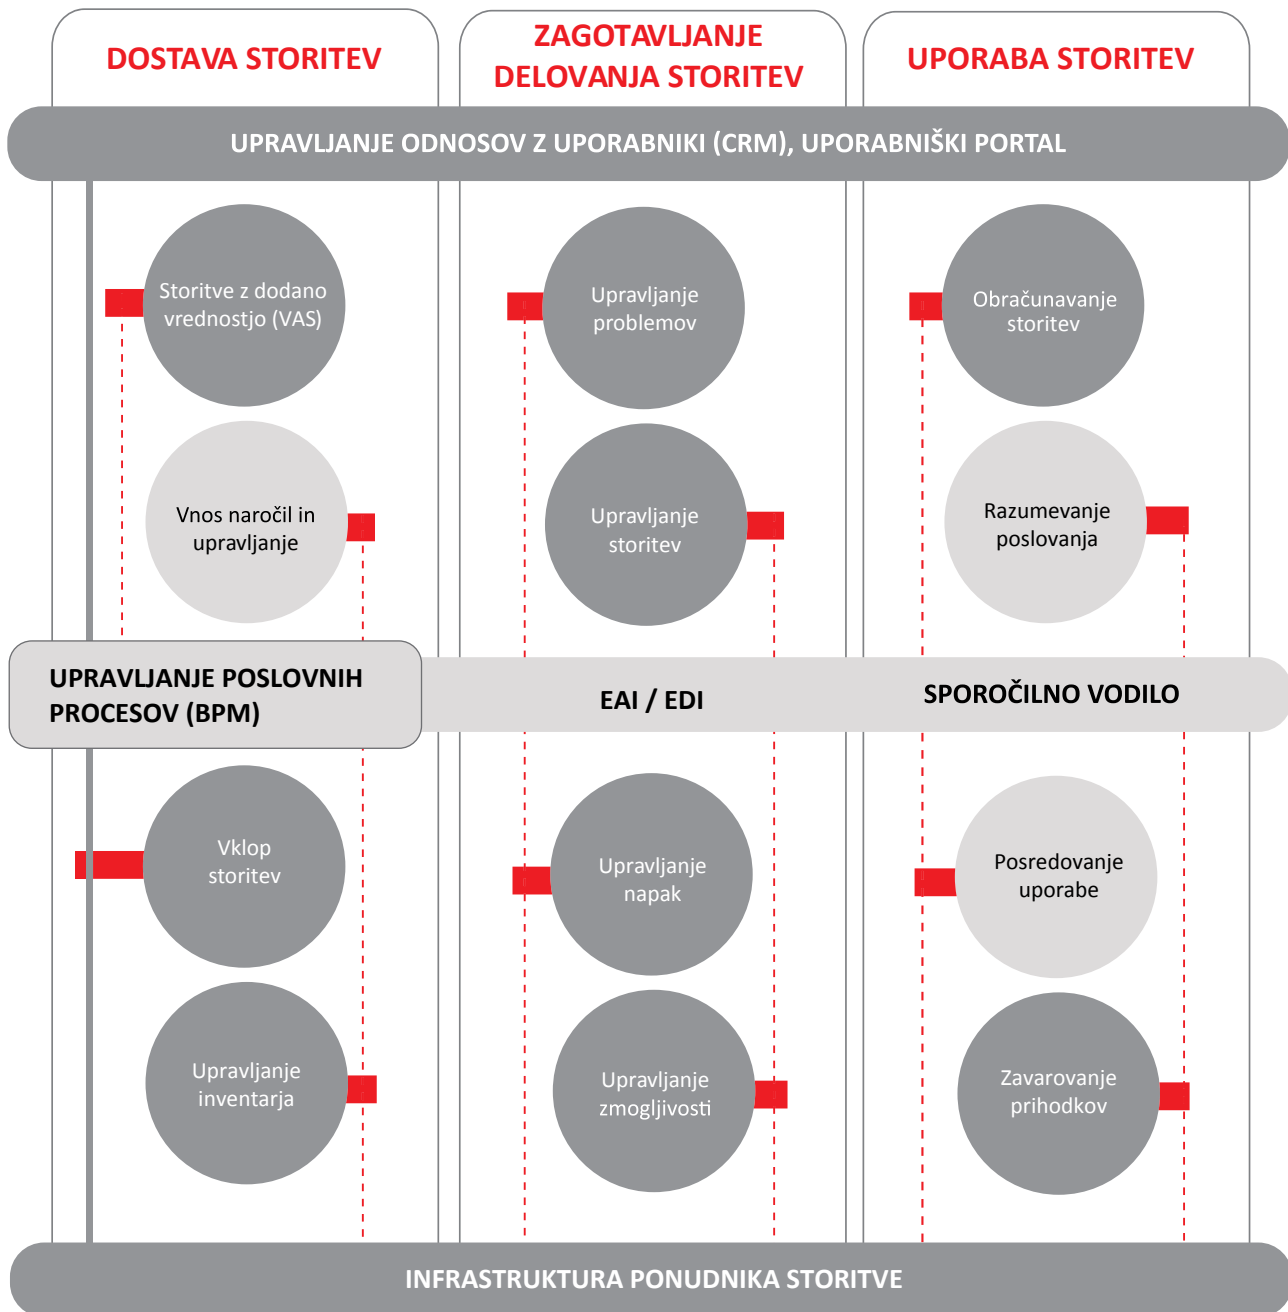 DOSTAVA STORITEV
ZAGOTAVLJANJE
DELOVANJA STORITEV
UPORABA STORITEV
UPRAVLJANJE ODNOSOV Z UPORABNIKI (CRM), UPORABNIŠKI PORTAL
Storitve z dodano
vrednostjo (VAS)
Upravljanje
problemov
Obračunavanje
storitev
Vnos naročil in
upravljanje
Upravljanje
storitev
Razumevanje
poslovanja
UPRAVLJANJE POSLOVNIH
PROCESOV (BPM)
EAI / EDI
SPOROČILNO VODILO
Vklop
storitev
Upravljanje
napak
Posredovanje
uporabe
Upravljanje
inventarja
Upravljanje
zmogljivosti
Zavarovanje
prihodkov
INFRASTRUKTURA PONUDNIKA STORITVE